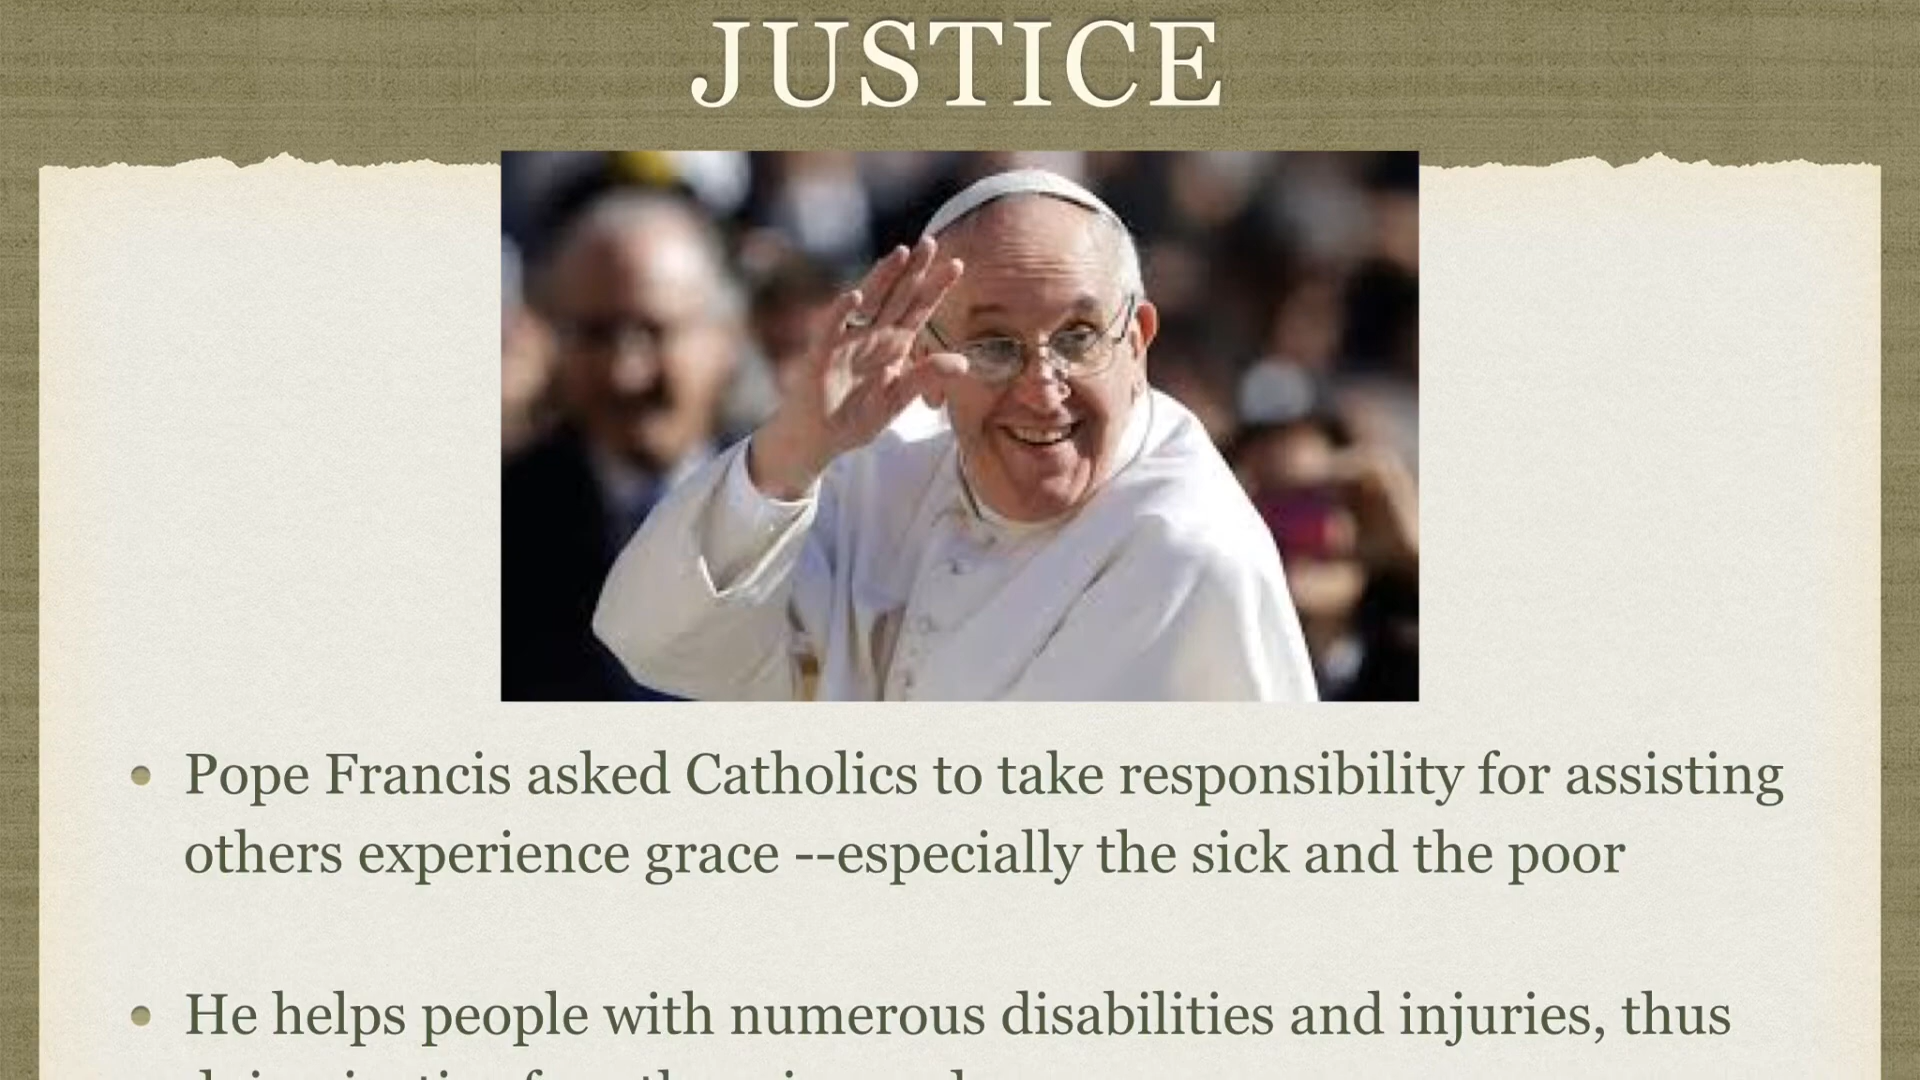 JUSTICE
Pope Francis asked Catholics to take responsibility for assisting
others experience grace --especially the sick and the poor
He helps people with numerous disabilities and injuries, thus